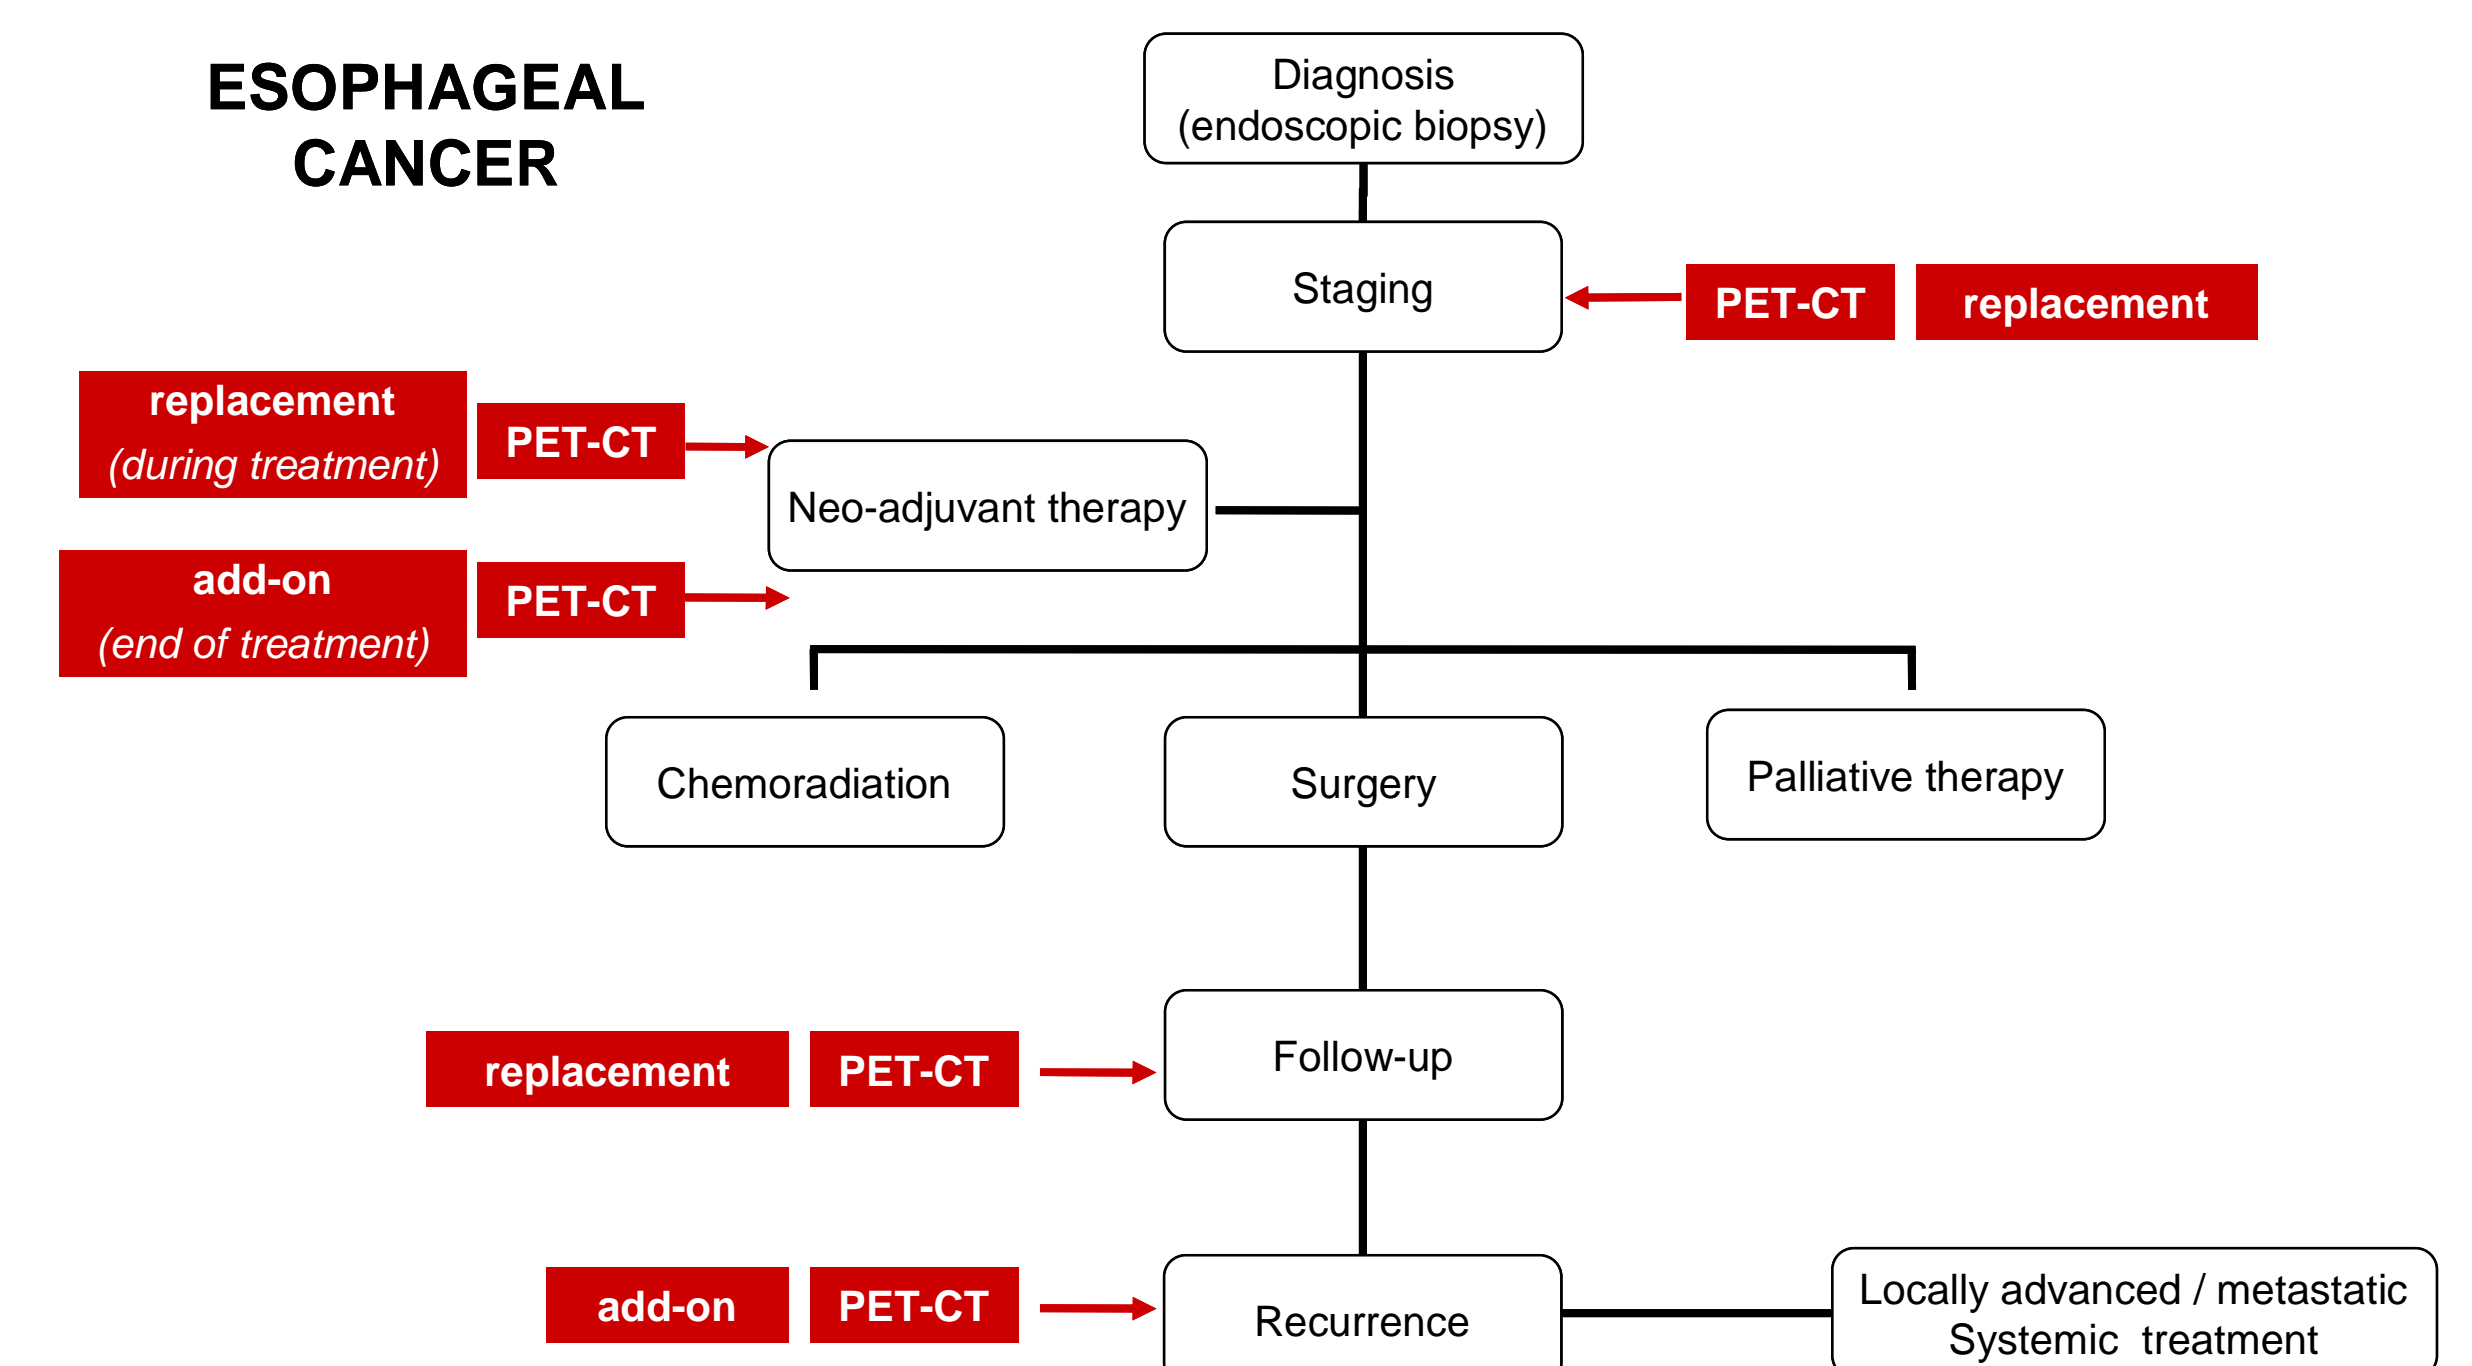 ESOPHAGEAL
CANCER
Diagnosis
(endoscopic biopsy)
Staging
PET-CT replacement
replacement
(during treatment)
PET-CT
Neo-adjuvant therapy
add-on
(end of treatment)
PET-CT
Chemoradiation
Surgery
Palliative therapy
replacement PET-CT
Follow-up
add-on PET-CT
Recurrence
Locally advanced / metastatic
Systemic treatment